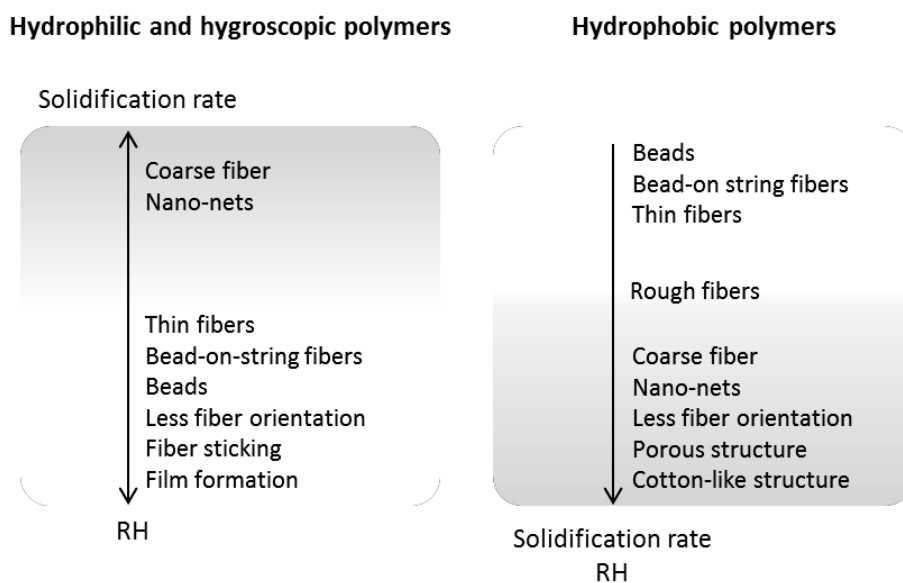 Hydrophilic and hygroscopic polymers
Solidification rate
Coarse fiber
Nano-nets
Thin fibers
Bead-on-string fibers
Beads
Less fiber orientation
Fiber sticking
Film formation
RH
Hydrophobic polymers
Beads
Bead-on string fibers
Thin fibers
Rough fibers
Coarse fiber
Nano-nets
Less fiber orientation
Porous structure
Cotton-like structure
Solidification rate
RH